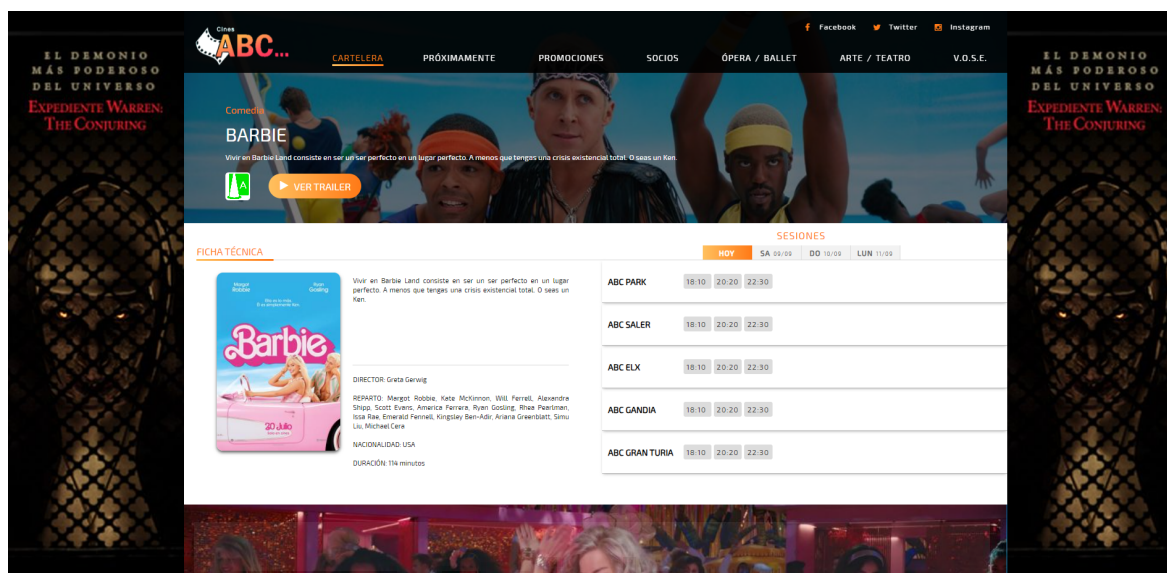 EL DEMONIO
MÁS PODEROSO
DEL UNIVERSO
EXPEDIENTE WARREN:
THE CONJURING
Cines
ABC...
Facebook Twitter Instagram
CARTELERA PRÓXIMAMENTE PROMOCIONES SOCIOS ÓPERA / BALLET ARTE / TEATRO V.O.S.E.
Comedia
BARBIE
Vivir en Barbie Land consiste en ser un ser perfecto en un lugar perfecto. A menos que tengas una crisis existencial total. O seas un Ken.
A
VER TRAILER
EL DEMONIO
MÁS PODEROSO
DEL UNIVERSO
EXPEDIENTE WARREN:
THE CONJURING
FICHA TÉCNICA
Margot Robbie
Ryan Gosling
Barbie
20 Julio
Vivir en Barbie Land consiste en ser un ser perfecto en un lugar
perfecto. A menos que tengas una crisis existencial total. O seas un
Ken.
DIRECTOR: Greta Gerwig
REPARTO: Margot Robbie, Kate McKinnon, Will Ferrell, Alexandra
Shipp, Scott Evans, America Ferrera, Ryan Gosling, Rhea Pearlman,
Issa Rae, Emerald Fennell, Kingsley Ben-Adir, Ariana Greenblatt, Simu
Liu, Michael Cera.
NACIONALIDAD: USA
DURACIÓN: 114 minutos
SESIONES
HOY SA 09/09 DO 10/09 LUN 11/09
ABC PARK 18:10 20:20 22:30
ABC SALER 18:10 20:20 22:30
ABC ELX 18:10 20:20 22:30
ABC GANDIA 18:10 20:20 22:30
ABC GRAN TURIA 18:10 20:20 22:30